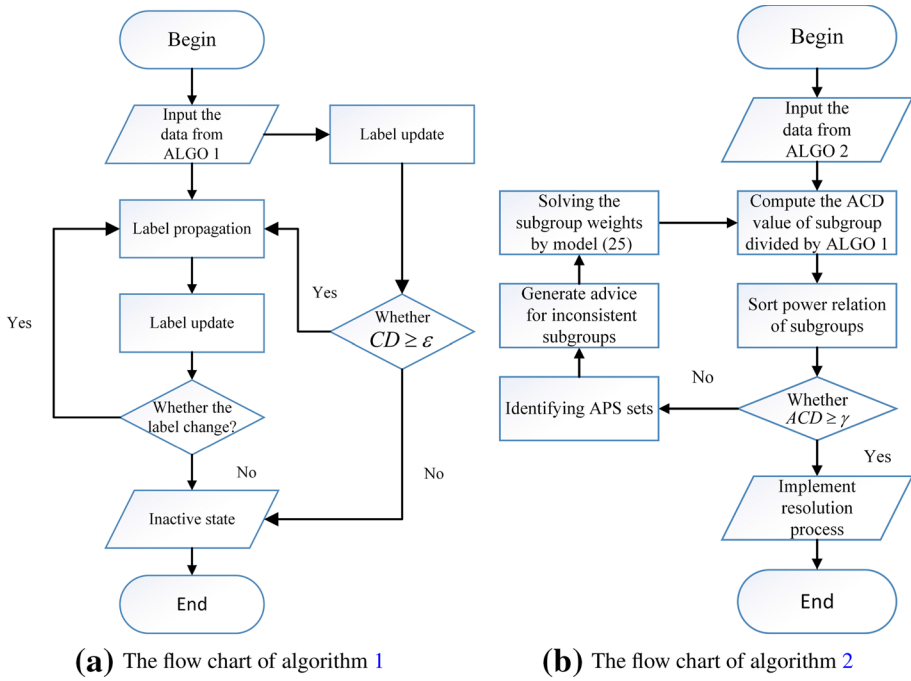 Begin
Input the
data from
ALGO 1
Label update
Label propagation
Yes
Yes
Label update
Whether
CD ≥ ε
Whether the
label change?
No
No
Inactive state
End
(a) The flow chart of algorithm 1
Begin
Input the
data from
ALGO 2
Solving the
subgroup weights
by model (25)
Compute the ACD
value of subgroup
divided by ALGO 1
Generate advice
for inconsistent
subgroups
Sort power relation
of subgroups
No
Identifying APS sets
Whether
ACD ≥ γ
Yes
Implement
resolution
process
End
(b) The flow chart of algorithm 2